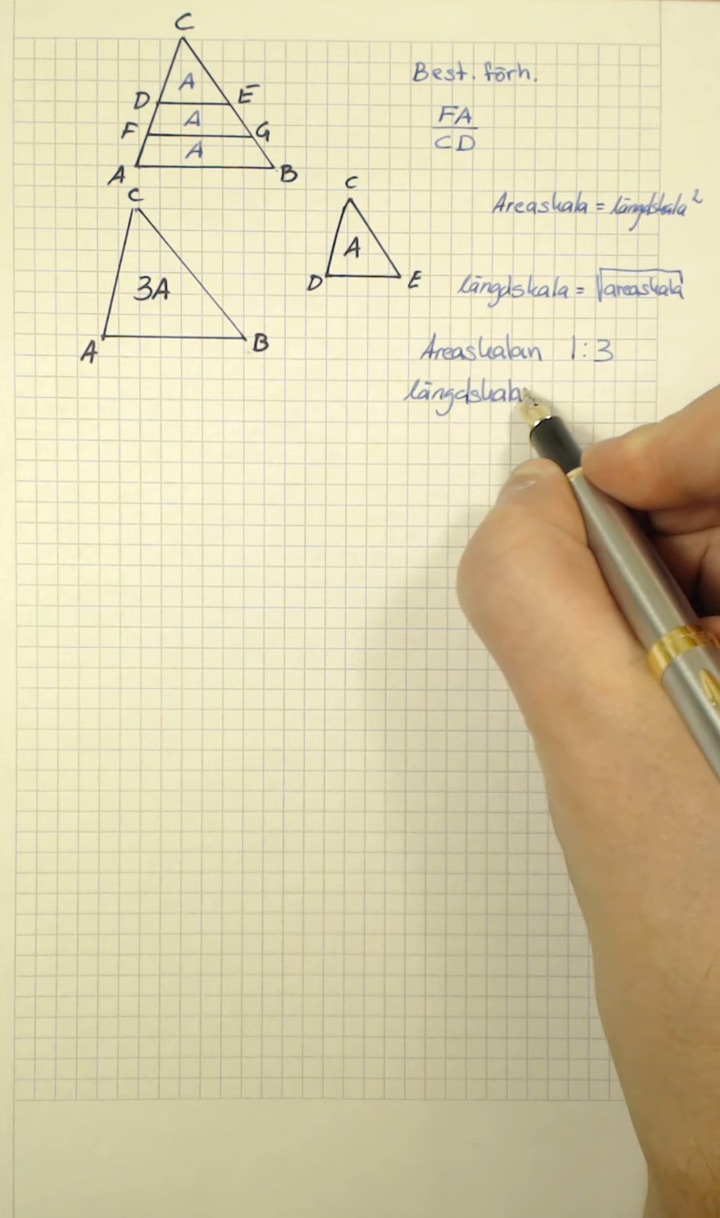 C
D A E
F A G
A A B
Best. förh.
FA
CD
C
3A
A B
C
A
D E
Areaskala = längdskala²
längdskala = √areaskala
Areaskalan 1:3
längdskala